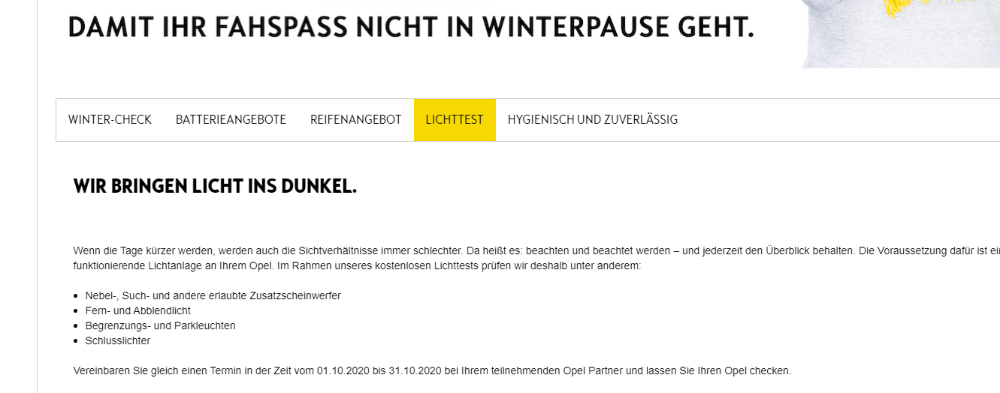 DAMIT IHR FAHSPASS NICHT IN WINTERPAUSE GEHT.
WINTER-CHECK BATTERIEANGEBOTE REIFENANGEBOT LICHTTEST HYGIENISCH UND ZUVERLÄSSIG
WIR BRINGEN LICHT INS DUNKEL.
Wenn die Tage kürzer werden, werden auch die Sichtverhältnisse immer schlechter. Da heißt es: beachten und beachtet werden – und jederzeit den Überblick behalten. Die Voraussetzung dafür ist
funktionierende Lichtanlage an Ihrem Opel. Im Rahmen unseres kostenlosen Lichttests prüfen wir deshalb unter anderem:
• Nebel-, Such- und andere erlaubte Zusatzscheinwerfer
• Fern- und Abblendlicht
• Begrenzungs- und Parkleuchten
• Schlusslichter
Vereinbaren Sie gleich einen Termin in der Zeit vom 01.10.2020 bis 31.10.2020 bei Ihrem teilnehmenden Opel Partner und lassen Sie Ihren Opel checken.